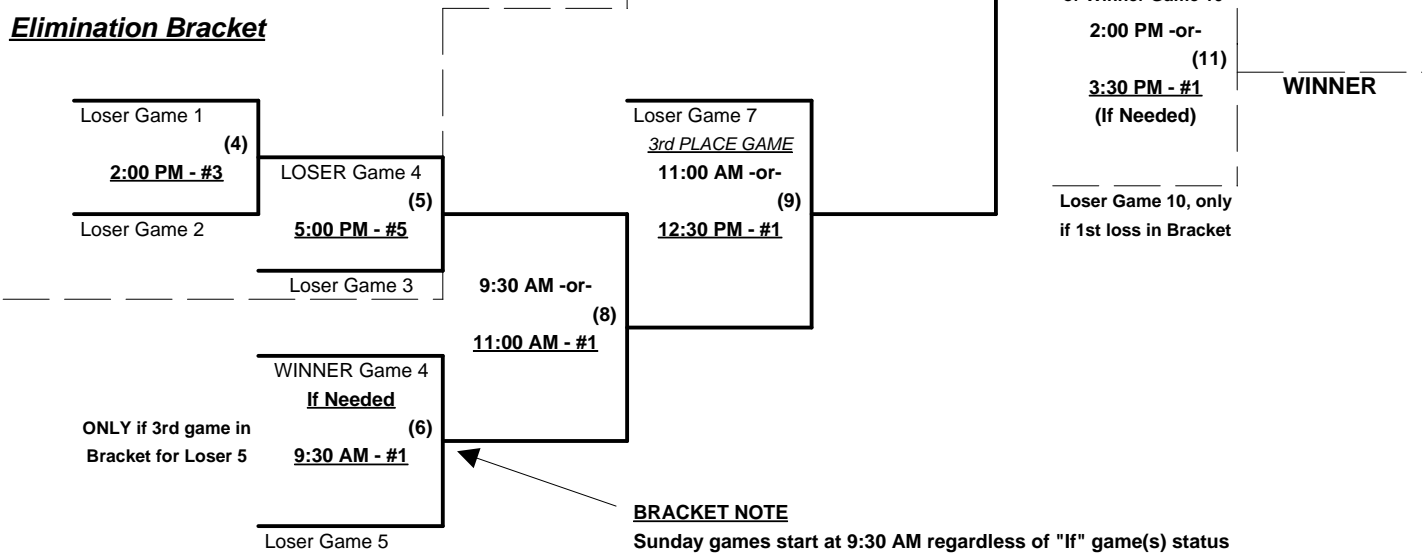 Elimination Bracket
2:00 PM -or-
(11)
3:30 PM - #1
(If Needed)
WINNER
Loser Game 10, only
if 1st loss in Bracket
Loser Game 1
(4)
2:00 PM - #3
Loser Game 2
LOSER Game 4
(5)
5:00 PM - #5
Loser Game 3
Loser Game 7
3rd PLACE GAME
11:00 AM -or-
(9)
12:30 PM - #1
9:30 AM -or-
(8)
11:00 AM - #1
WINNER Game 4
If Needed
(6)
9:30 AM - #1
Loser Game 5
ONLY if 3rd game in
Bracket for Loser 5
BRACKET NOTE
Sunday games start at 9:30 AM regardless of "If" game(s) status